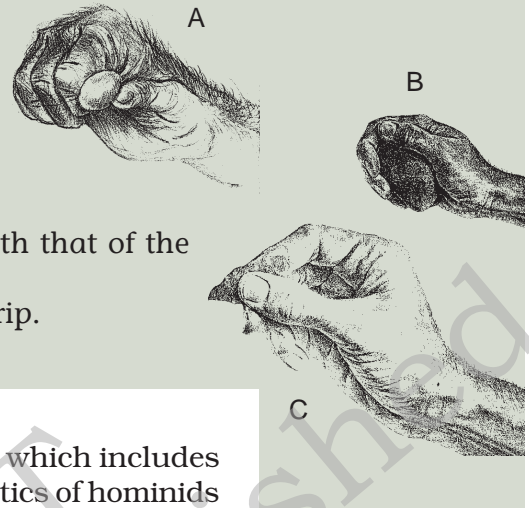 A
B
th that of the
rip.
C
which includes
tics of hominids